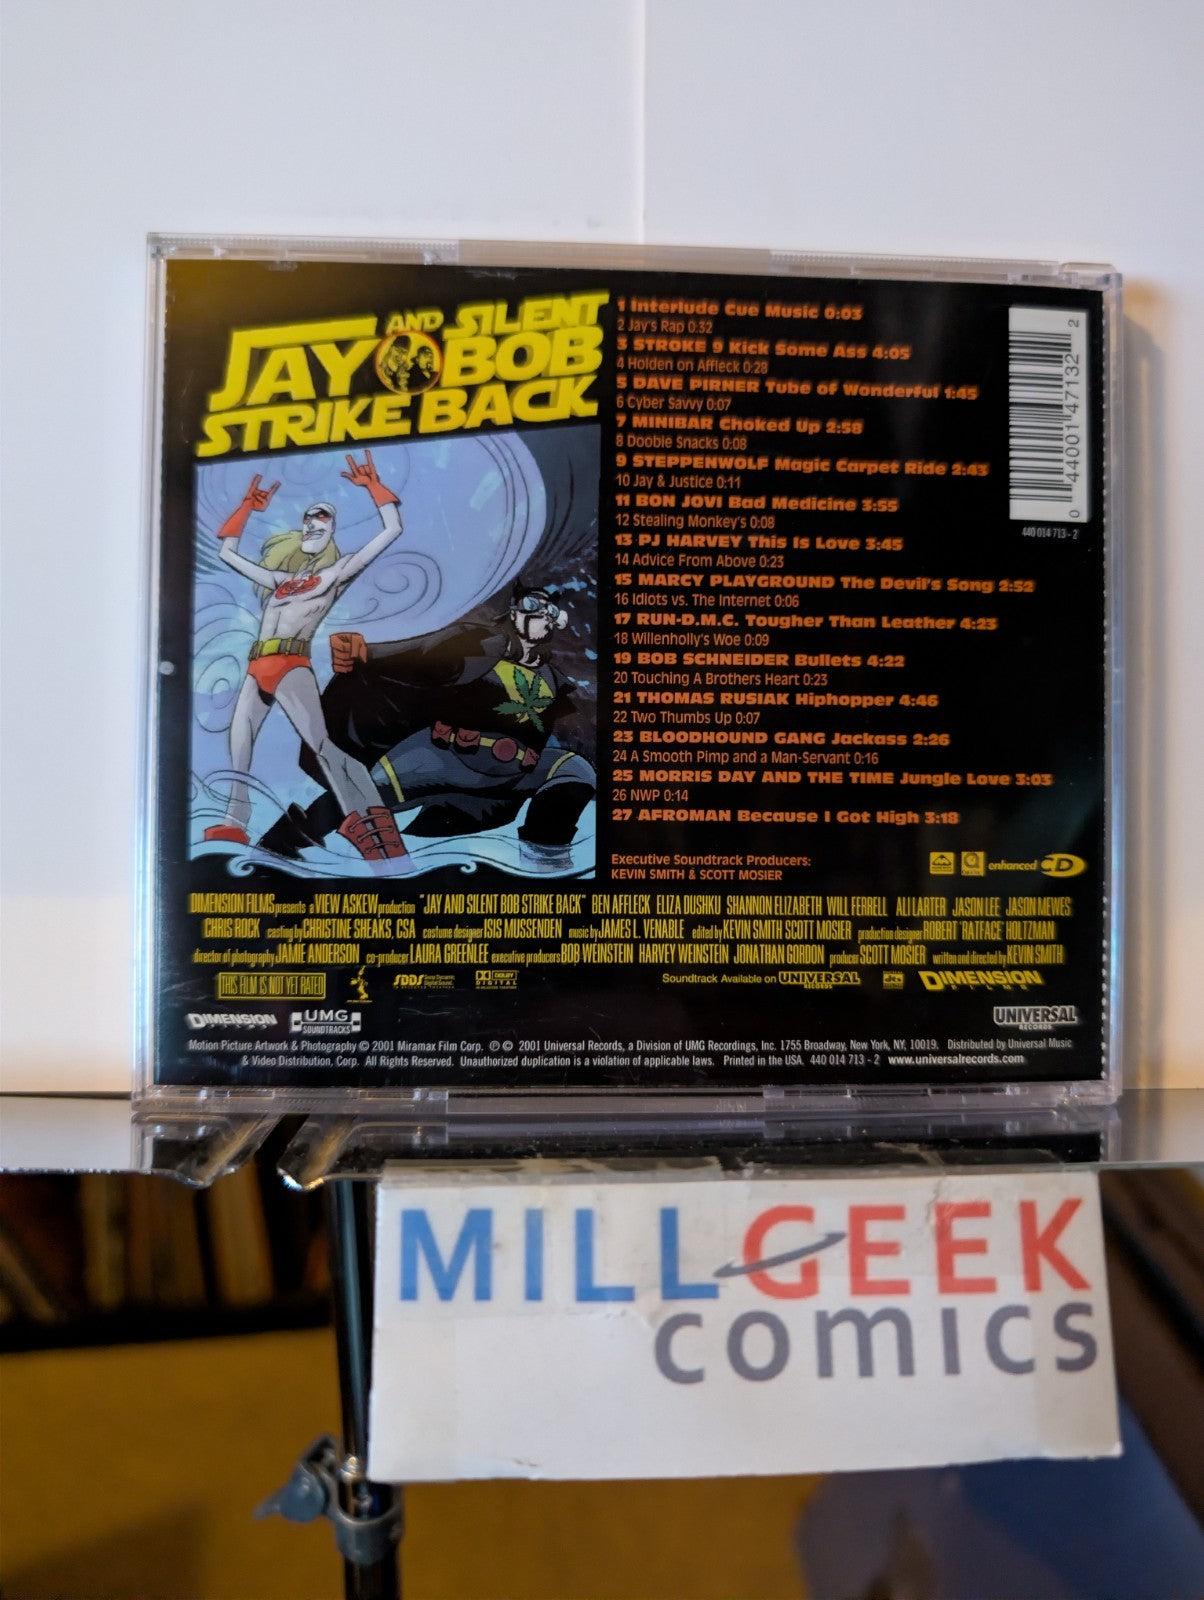 JAY AND SILENT
BOB
STRIKE BACK
1 Interlude Cue Music 0:03
2 Jay's Rap 0:32
3 STROKE 9 Kick Some Ass 4:05
4 Holden on Affleck 0:28
5 DAVE PIRNER Tube of Wonderful 1:45
6 Cyber Savvy 0:07
7 MINIBAR Choked Up 2:58
8 Doobie Snacks 0:08
9 STEPPENWOLF Magic Carpet Ride 2:43
10 Jay & Justice 0:11
11 BON JOVI Bad Medicine 3:55
12 Stealing Monkey's 0:08
13 PJ HARVEY This Is Love 3:45
14 Advice From Above 0:23
15 MARCY PLAYGROUND The Devil's Song 2:52
16 Idiots vs. The Internet 0:06
17 RUN-D.M.C. Tougher Than Leather 4:23
18 Willenholly's Woe 0:09
19 BOB SCHNEIDER Bullets 4:22
20 Touching A Brothers Heart 0:23
21 THOMAS RUSIAK Hiphopper 4:46
22 Two Thumbs Up 0:07
23 BLOODHOUND GANG Jackass 2:26
24 A Smooth Pimp and a Man-Servant 0:16
25 MORRIS DAY AND THE TIME Jungle Love 3:03
26 NWP 0:14
27 AFROMAN Because I Got High 3:18
0 44001 47132 2
440 014 713 - 2
Executive Soundtrack Producers:
KEVIN SMITH & SCOTT MOSIER
enhanced CD
DIMENSION FILMS presents a VIEW ASKEW production "JAY AND SILENT BOB STRIKE BACK" BEN AFFLECK ELIZA DUSHKU SHANNON ELIZABETH WILL FERRELL ALI LARTER JASON LEE JASON MEWES
CHRIS ROCK casting by CHRISTINE SHEAKS, CSA costume designer ISIS MUSSENDEN music by JAMES L. VENABLE edited by KEVIN SMITH SCOTT MOSIER production designer ROBERT 'RATFACE' HOLTZMAN
director of photography JAMIE ANDERSON co-producer LAURA GREENLEE executive producers BOB WEINSTEIN HARVEY WEINSTEIN JONATHAN GORDON producer SCOTT MOSIER written and directed by KEVIN SMITH
THIS FILM IS NOT YET RATED
SDDS Sony Dynamic Digital Sound
DOLBY DIGITAL
Soundtrack Available on UNIVERSAL RECORDS
dts
DIMENSION FILMS
DIMENSION FILMS
UMG SOUNDTRACKS
UNIVERSAL RECORDS
Motion Picture Artwork & Photography © 2001 Miramax Film Corp. ℗ © 2001 Universal Records, a Division of UMG Recordings, Inc. 1755 Broadway, New York, NY, 10019. Distributed by Universal Music
& Video Distribution, Corp. All Rights Reserved. Unauthorized duplication is a violation of applicable laws. Printed in the USA. 440 014 713 - 2 www.universalrecords.com
MILLGEEK
comics